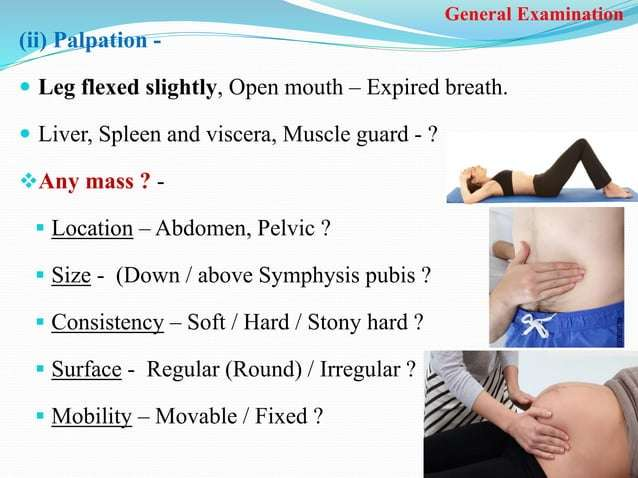 General Examination
(ii) Palpation -
Leg flexed slightly, Open mouth – Expired breath.
Liver, Spleen and viscera, Muscle guard - ?
Any mass ? -
Location – Abdomen, Pelvic ?
Size - (Down / above Symphysis pubis ?
Consistency – Soft / Hard / Stony hard ?
Surface - Regular (Round) / Irregular ?
Mobility – Movable / Fixed ?